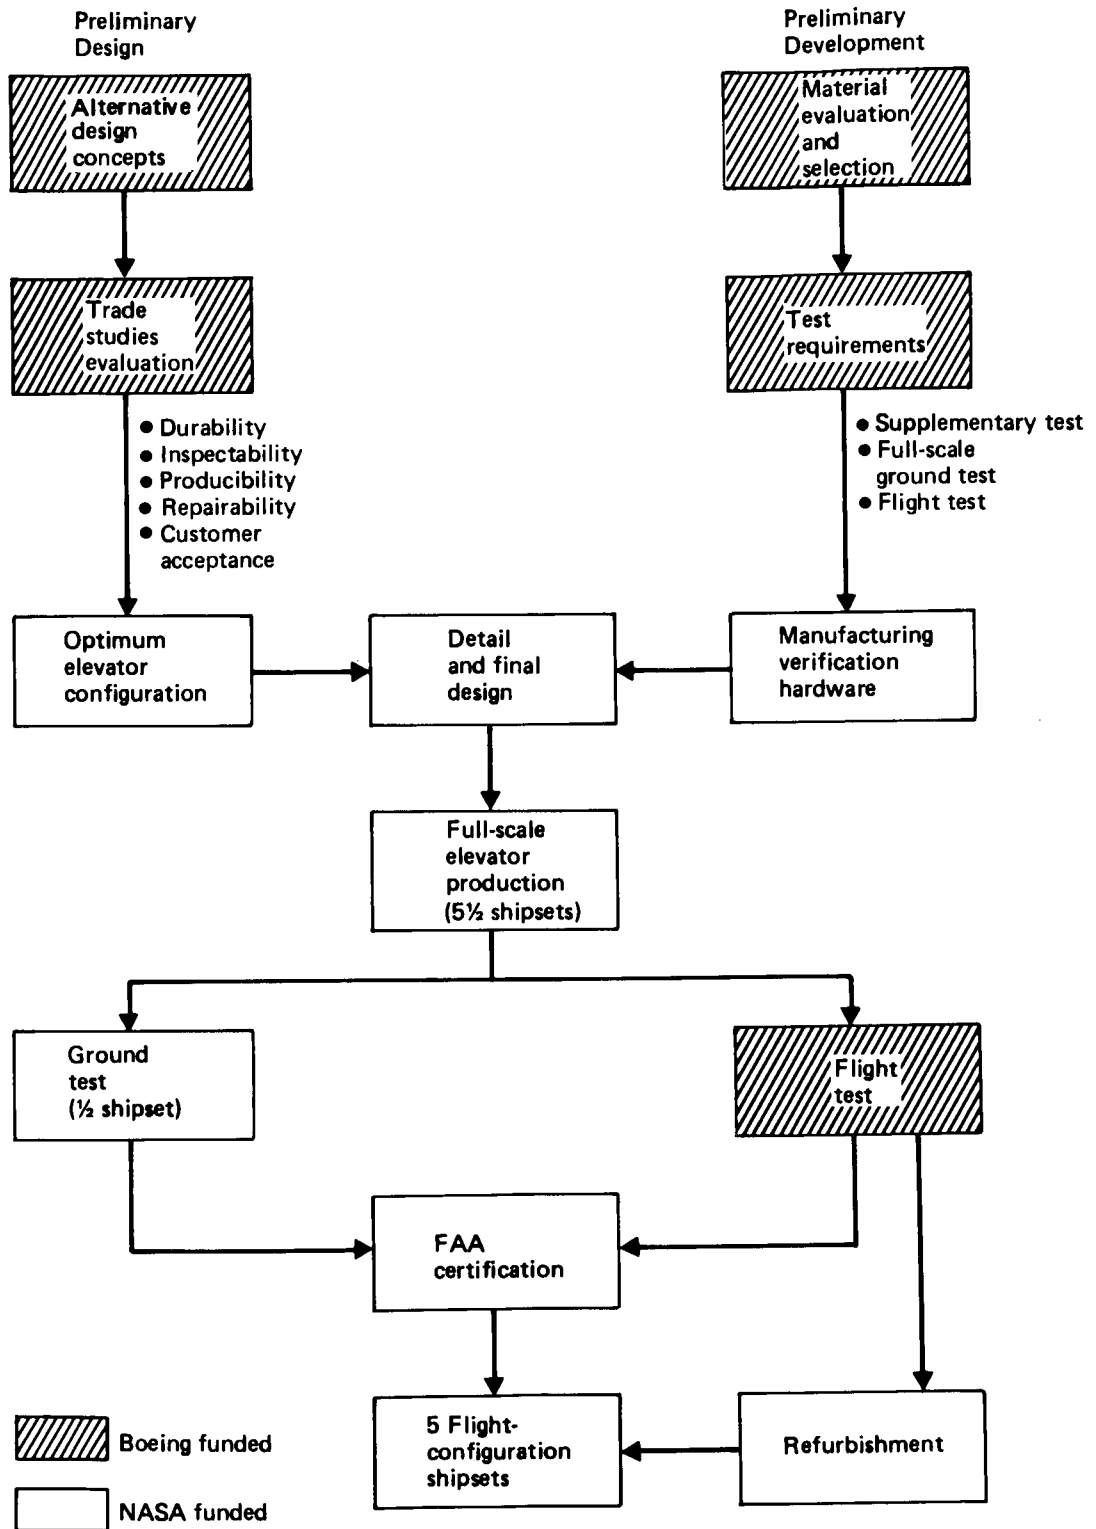 Preliminary
Design
Preliminary
Development
Alternative
design
concepts
Material
evaluation
and
selection
Trade
studies
evaluation
Test
requirements
● Durability
● Inspectability
● Producibility
● Repairability
● Customer
acceptance
● Supplementary test
● Full-scale
ground test
● Flight test
Optimum
elevator
configuration
Detail
and final
design
Manufacturing
verification
hardware
Full-scale
elevator
production
(5½ shipsets)
Ground
test
(½ shipset)
Flight
test
FAA
certification
5 Flight-
configuration
shipsets
Refurbishment
Boeing funded
NASA funded